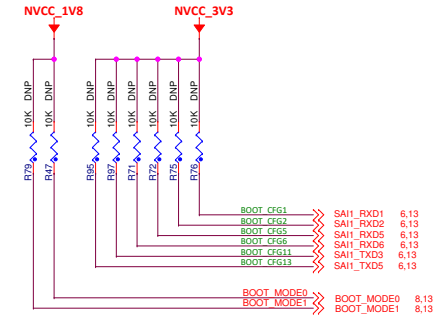 NVCC_1V8 NVCC_3V3
10K DNP 10K DNP 10K DNP 10K DNP 10K DNP 10K DNP 10K DNP 10K DNP
R79 R47 R95 R97 R71 R72 R75 R76
BOOT_CFG1 SAI1_RXD1 6,13
BOOT_CFG2 SAI1_RXD2 6,13
BOOT_CFG5 SAI1_RXD5 6,13
BOOT_CFG6 SAI1_RXD6 6,13
BOOT_CFG11 SAI1_TXD3 6,13
BOOT_CFG13 SAI1_TXD5 6,13
BOOT_MODE0 BOOT_MODE0 8,13
BOOT_MODE1 BOOT_MODE1 8,13